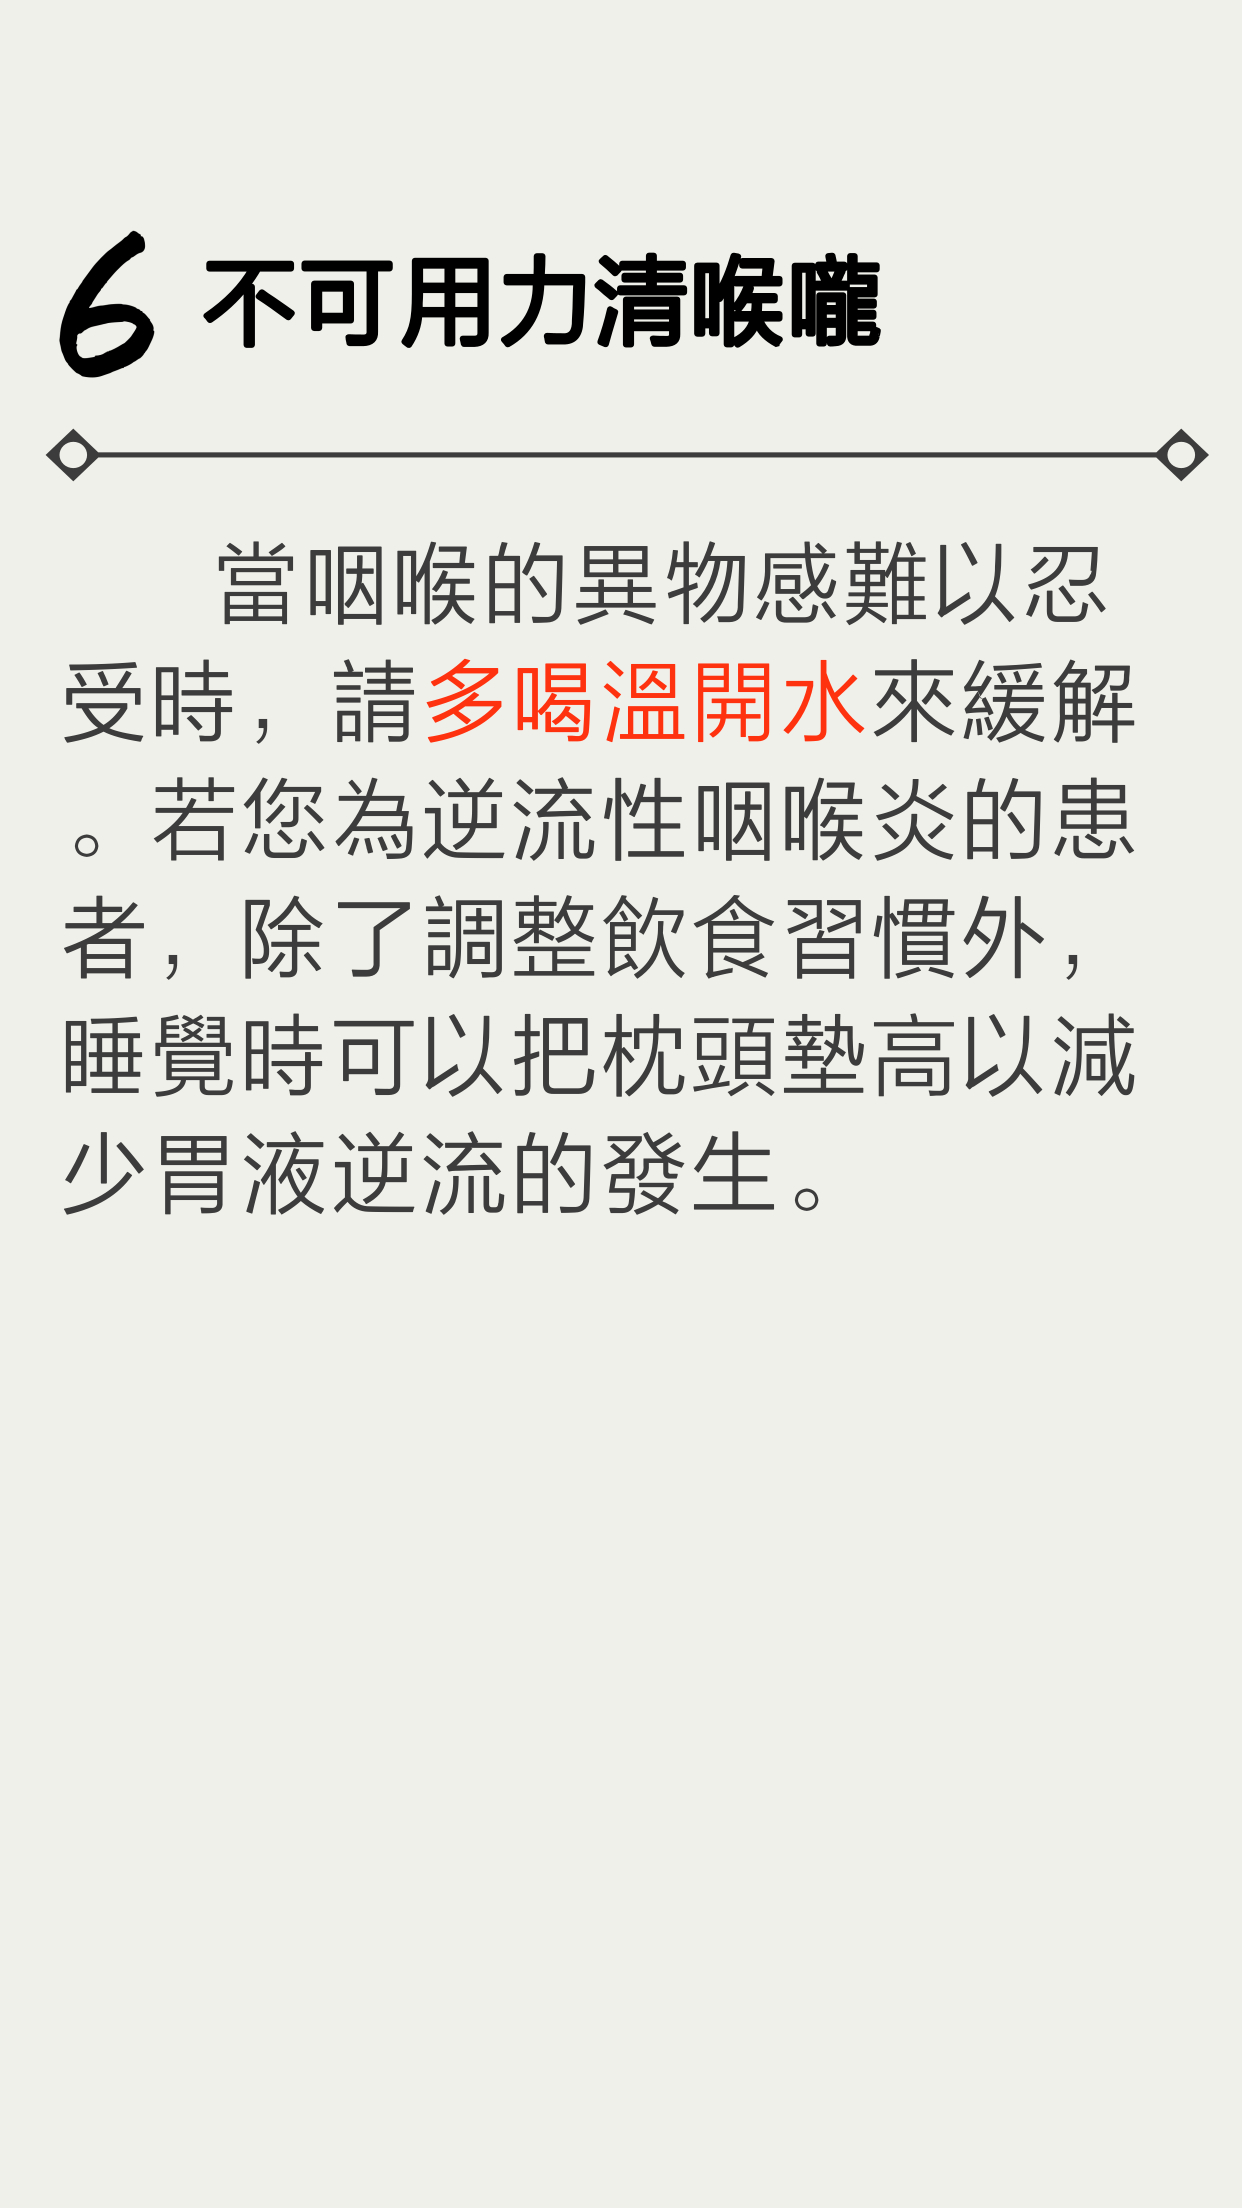 6 不可用力清喉嚨
當咽喉的異物感難以忍
受時，請多喝溫開水來緩解
。若您為逆流性咽喉炎的患
者，除了調整飲食習慣外，
睡覺時可以把枕頭墊高以減
少胃液逆流的發生。